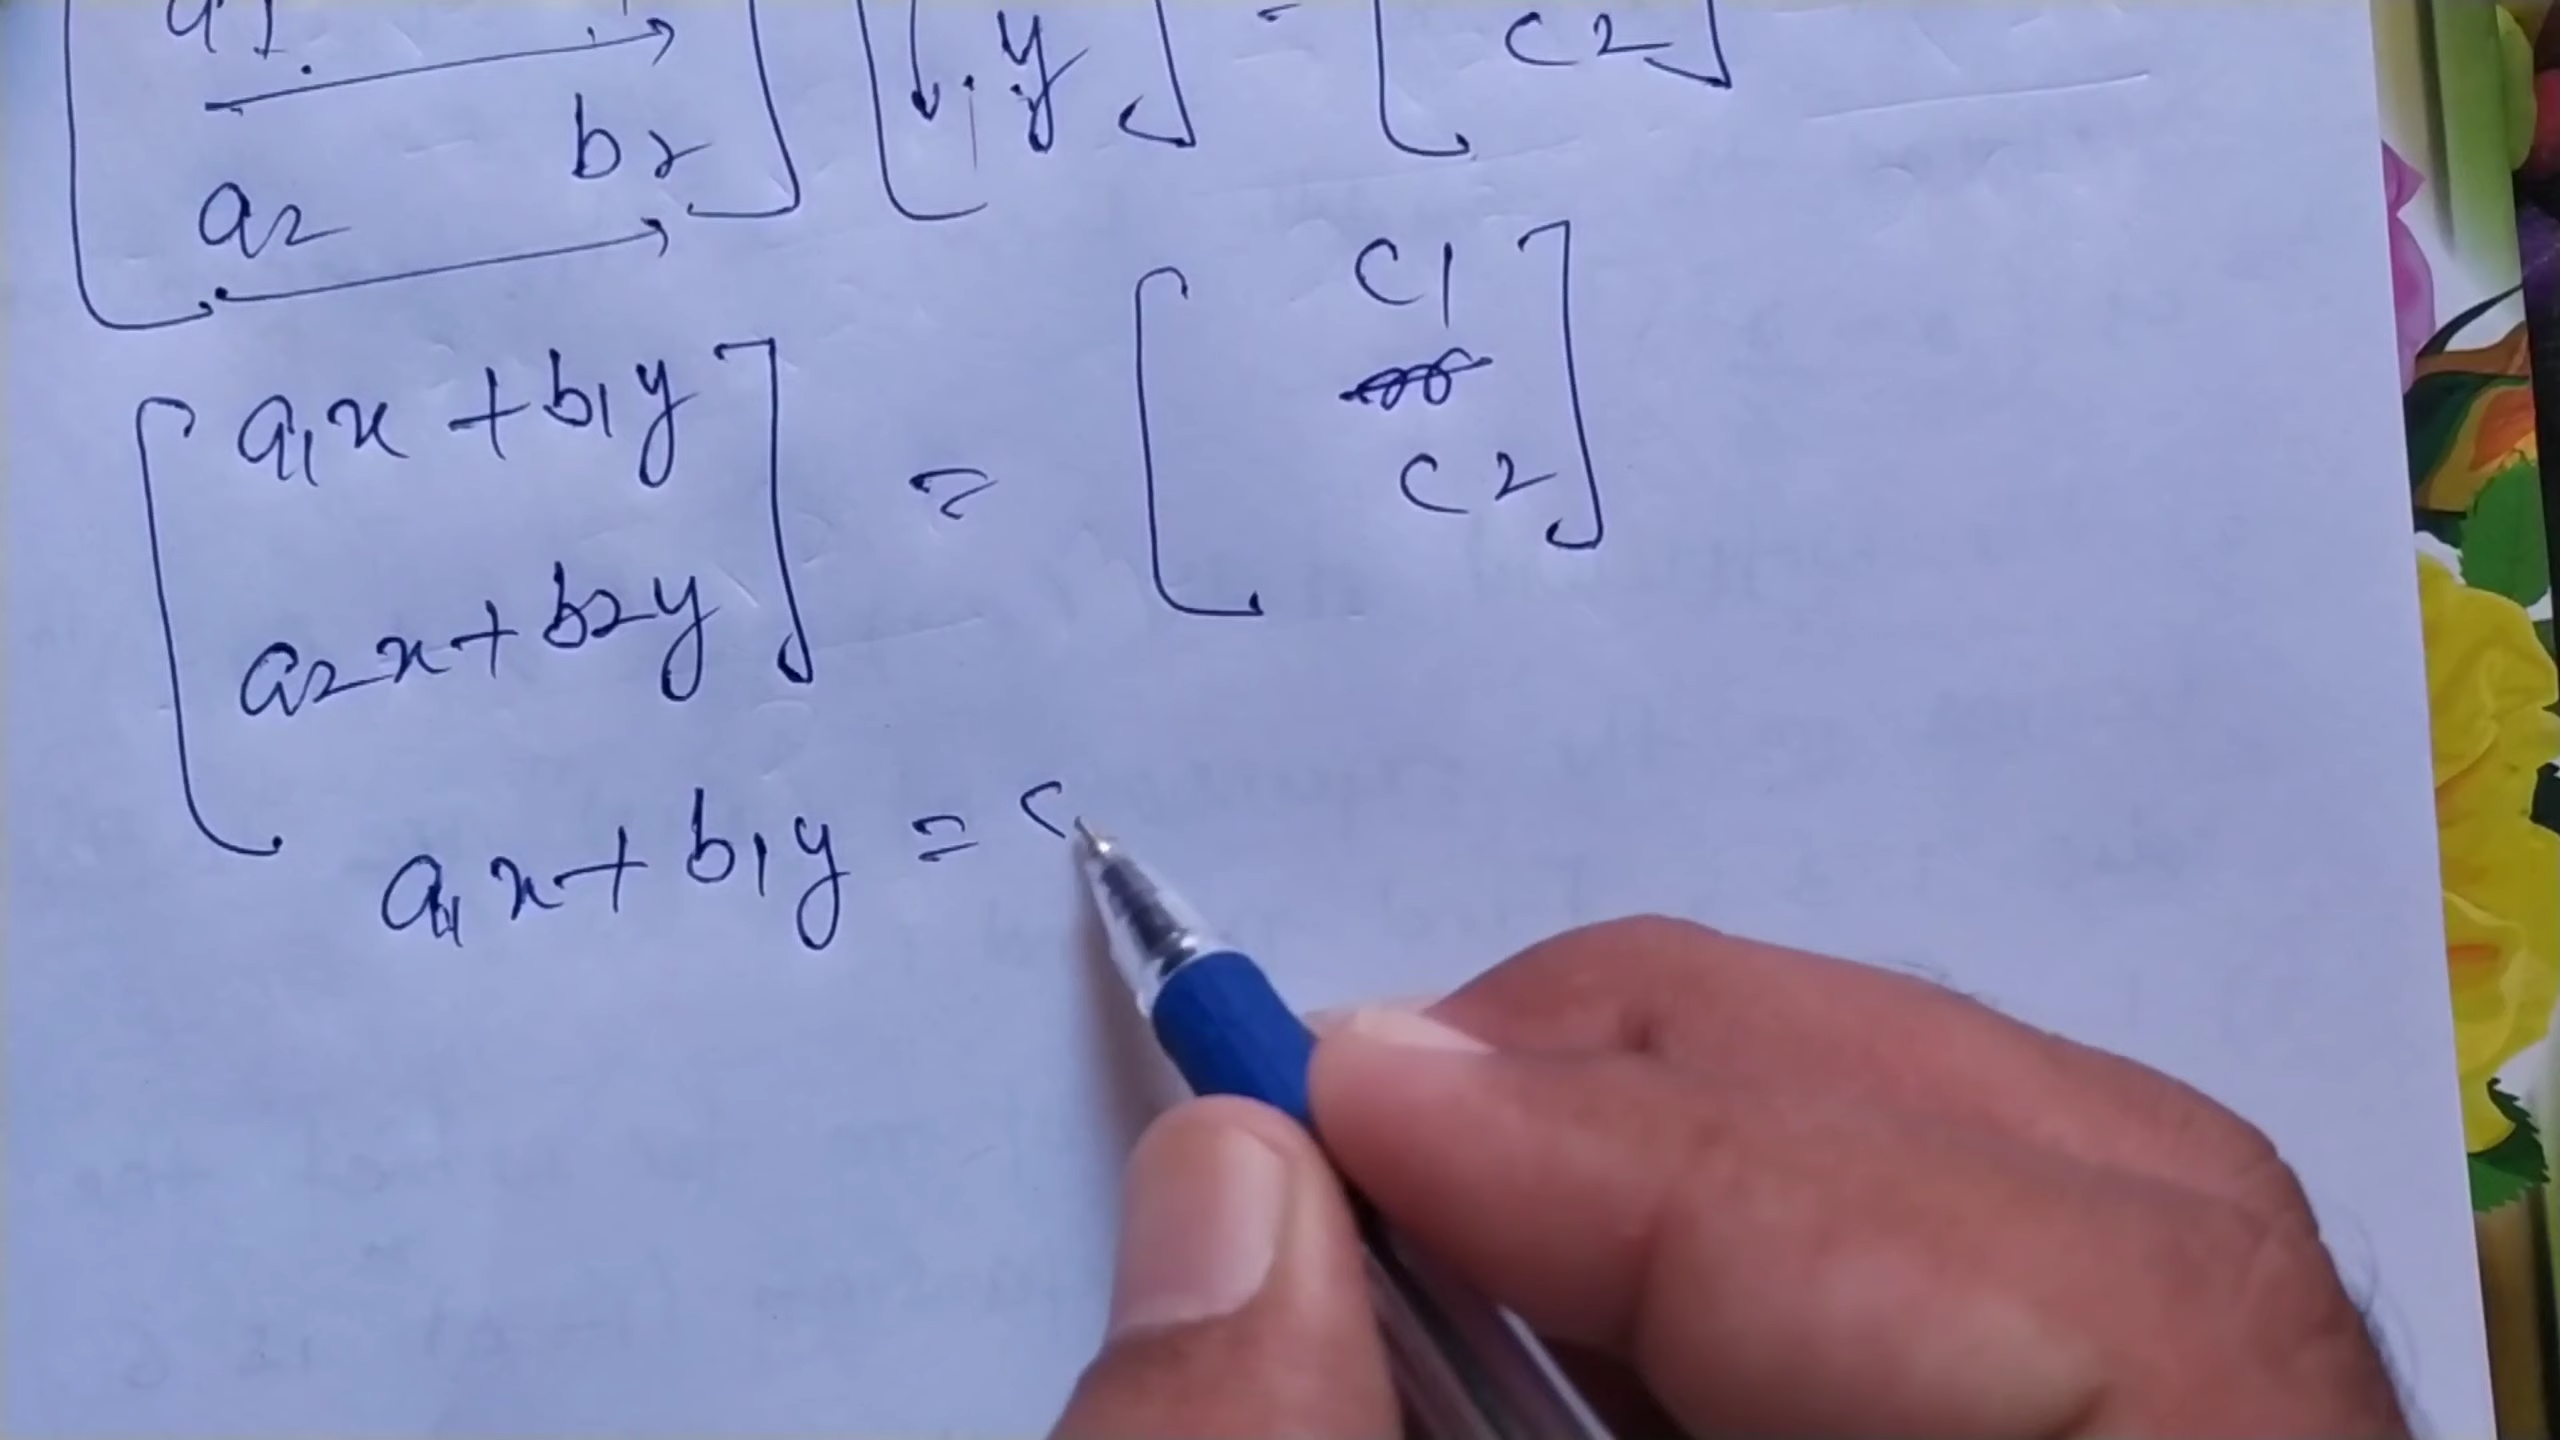 a1 y = c2
a2 b2
[a1x + b1y] = [c1
a2x + b2y c2]
a1x + b1y = c